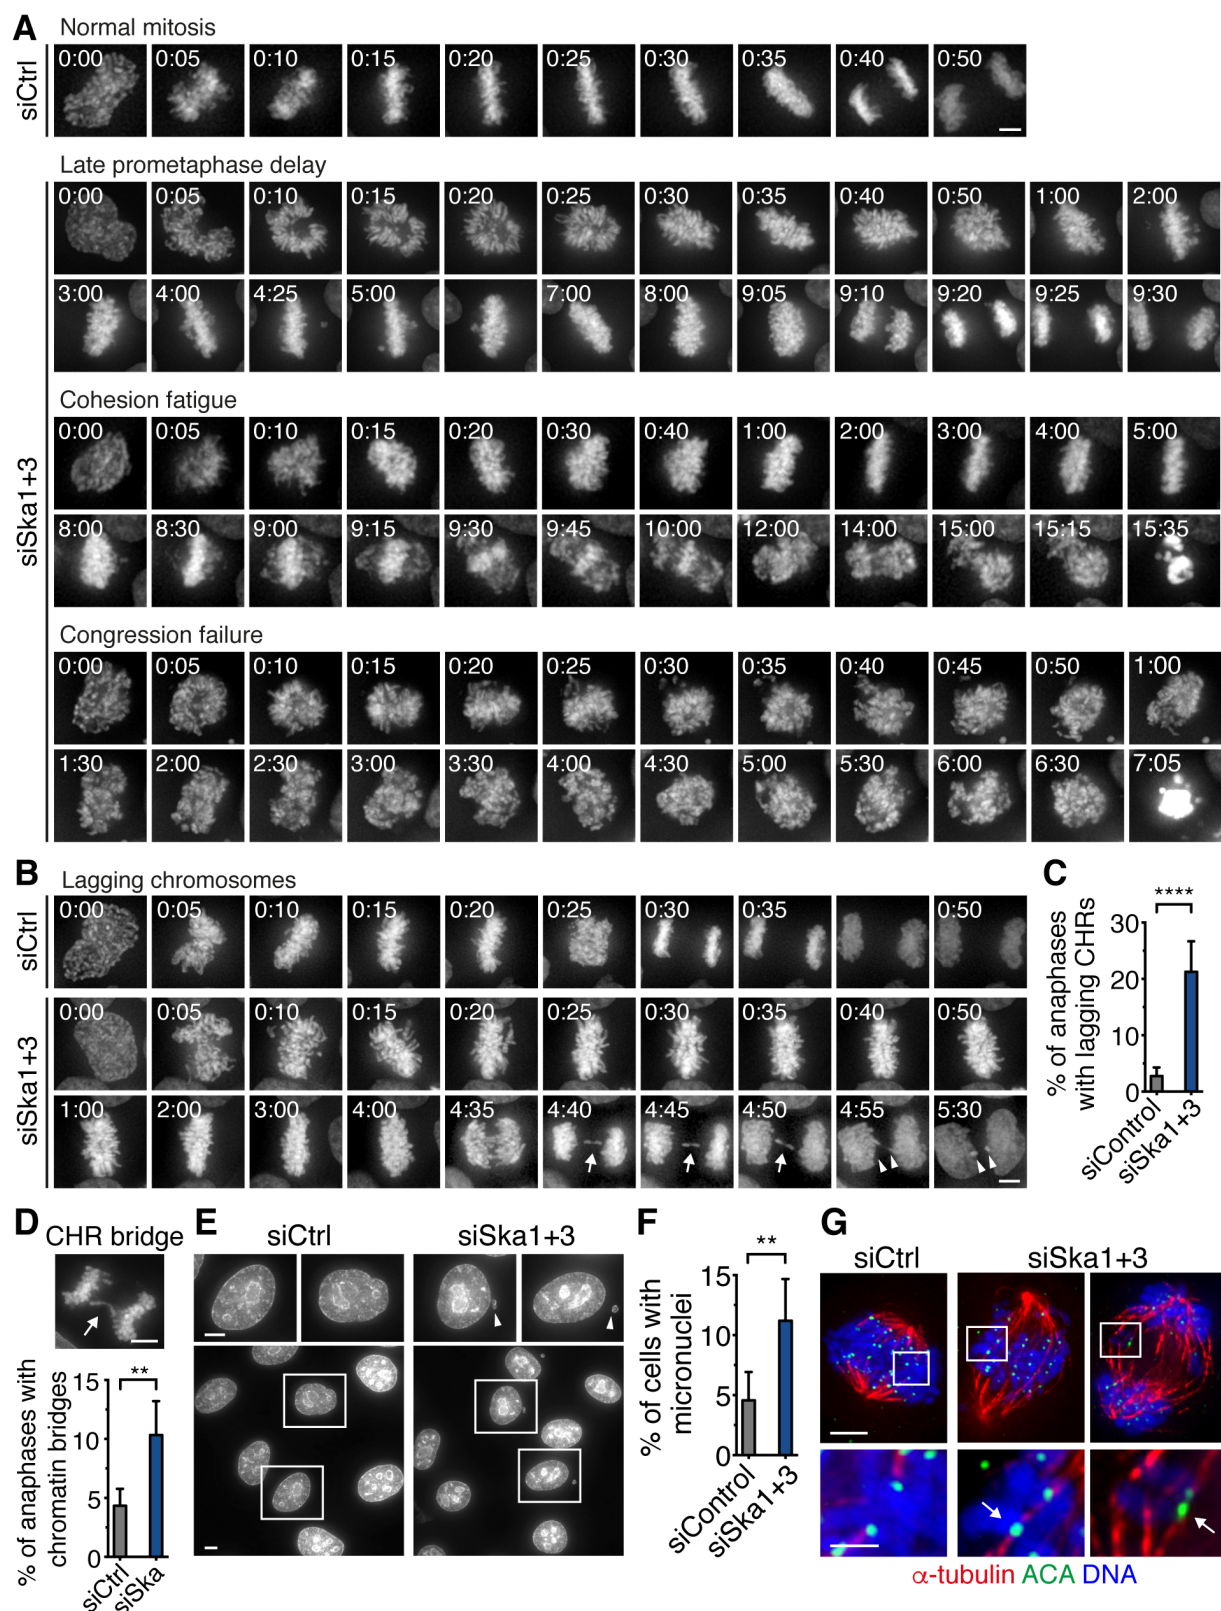 A
Normal mitosis
siCtrl
0:00 0:05 0:10 0:15 0:20 0:25 0:30 0:35 0:40 0:50
siSka1+3
Late prometaphase delay
0:00 0:05 0:10 0:15 0:20 0:25 0:30 0:35 0:40 0:50 1:00 2:00
3:00 4:00 4:25 5:00 7:00 8:00 9:05 9:10 9:20 9:25 9:30
Cohesion fatigue
0:00 0:05 0:10 0:15 0:20 0:30 0:40 1:00 2:00 3:00 4:00 5:00
8:00 8:30 9:00 9:15 9:30 9:45 10:00 12:00 14:00 15:00 15:15 15:35
Congression failure
0:00 0:05 0:10 0:15 0:20 0:25 0:30 0:35 0:40 0:45 0:50 1:00
1:30 2:00 2:30 3:00 3:30 4:00 4:30 5:00 5:30 6:00 6:30 7:05
B
Lagging chromosomes
siCtrl
0:00 0:05 0:10 0:15 0:20 0:25 0:30 0:35 0:50
siSka1+3
0:00 0:05 0:10 0:15 0:20 0:25 0:30 0:35 0:40 0:50
1:00 2:00 3:00 4:00 4:35 4:40 4:45 4:50 4:55 5:30
C
% of anaphases
with lagging CHRs
****
30
20
10
0
siControl
siSka1+3
D
CHR bridge
% of anaphases with
chromatin bridges
**
15
10
5
0
siCtrl
siSka
E
siCtrl siSka1+3
F
% of cells with
micronuclei
**
15
10
5
0
siControl
siSka1+3
G
siCtrl siSka1+3
α-tubulin ACA DNA